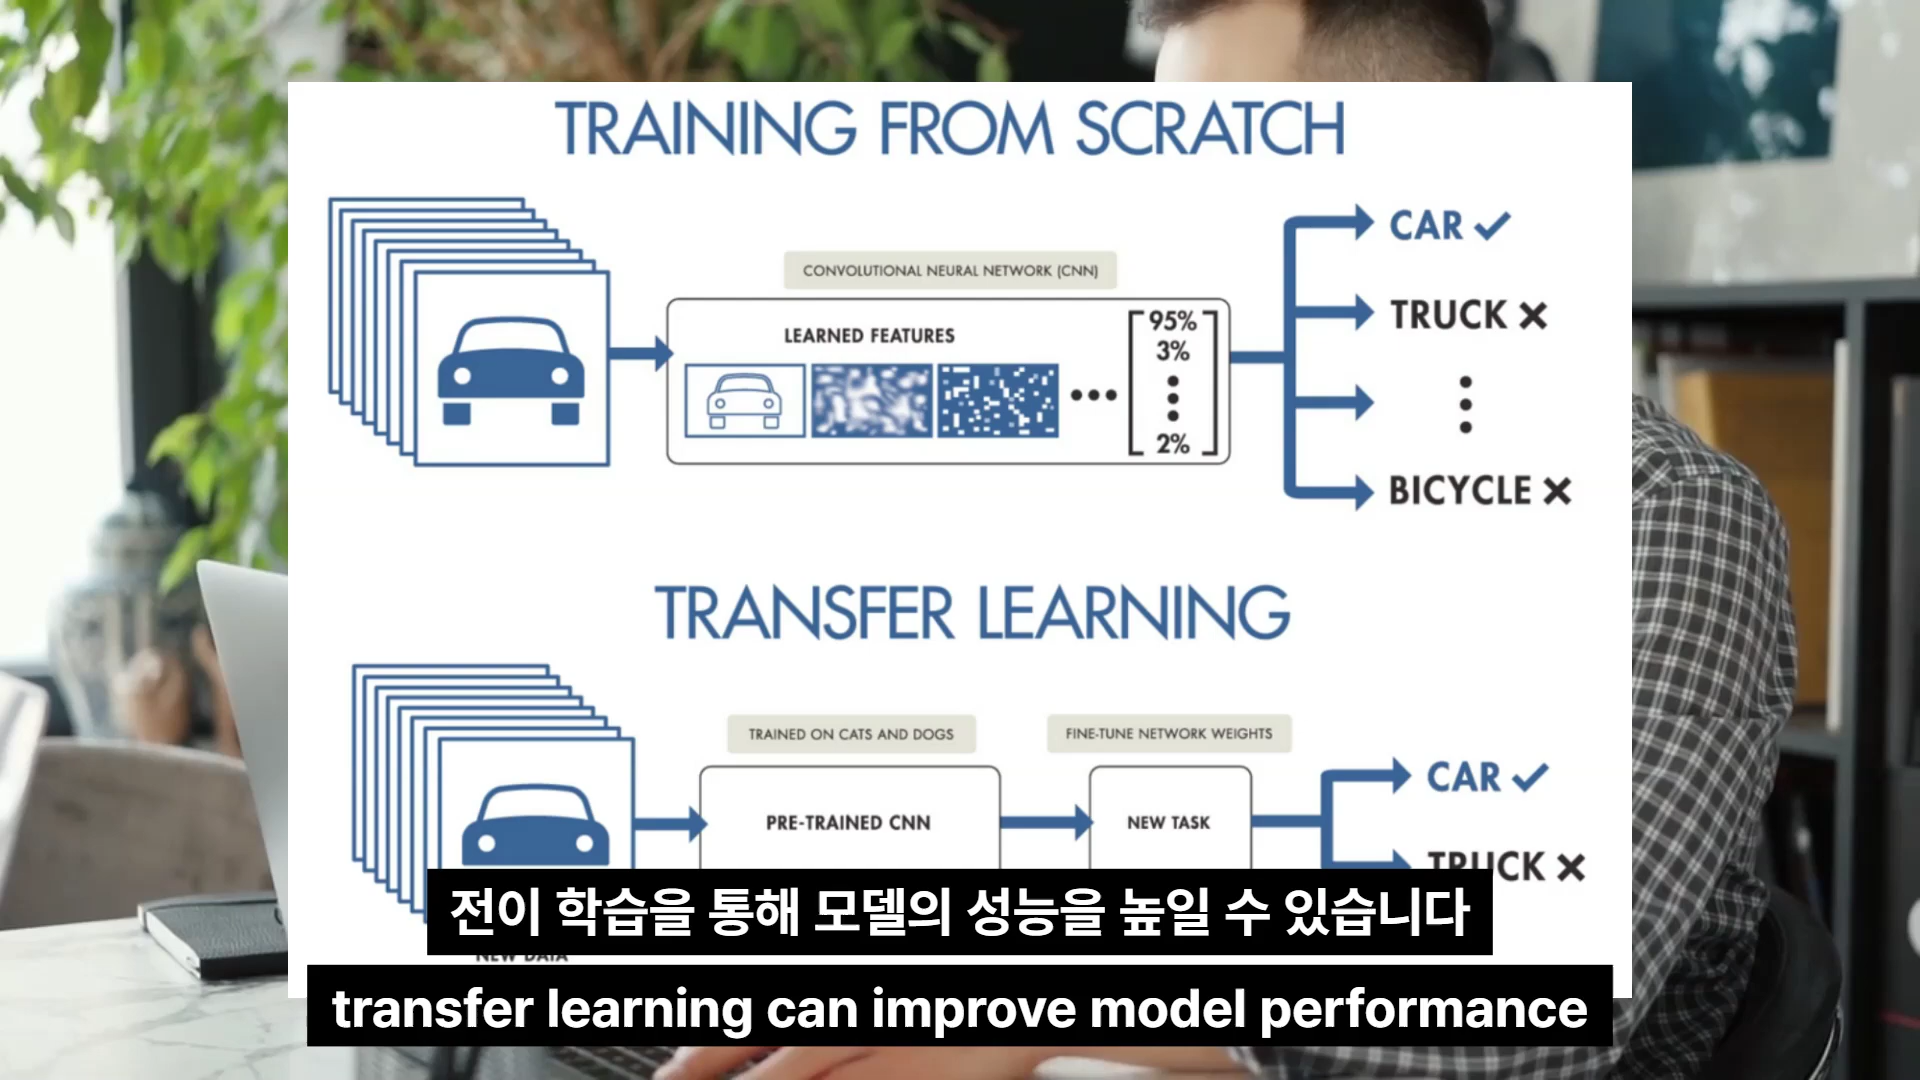 TRAINING FROM SCRATCH
CONVOLUTIONAL NEURAL NETWORK (CNN)
LEARNED FEATURES
95%
3%
2%
CAR
TRUCK
BICYCLE
TRANSFER LEARNING
TRAINED ON CATS AND DOGS
FINE-TUNE NETWORK WEIGHTS
PRE-TRAINED CNN
NEW TASK
CAR
TRUCK
NEW DATA
전이 학습을 통해 모델의 성능을 높일 수 있습니다
transfer learning can improve model performance